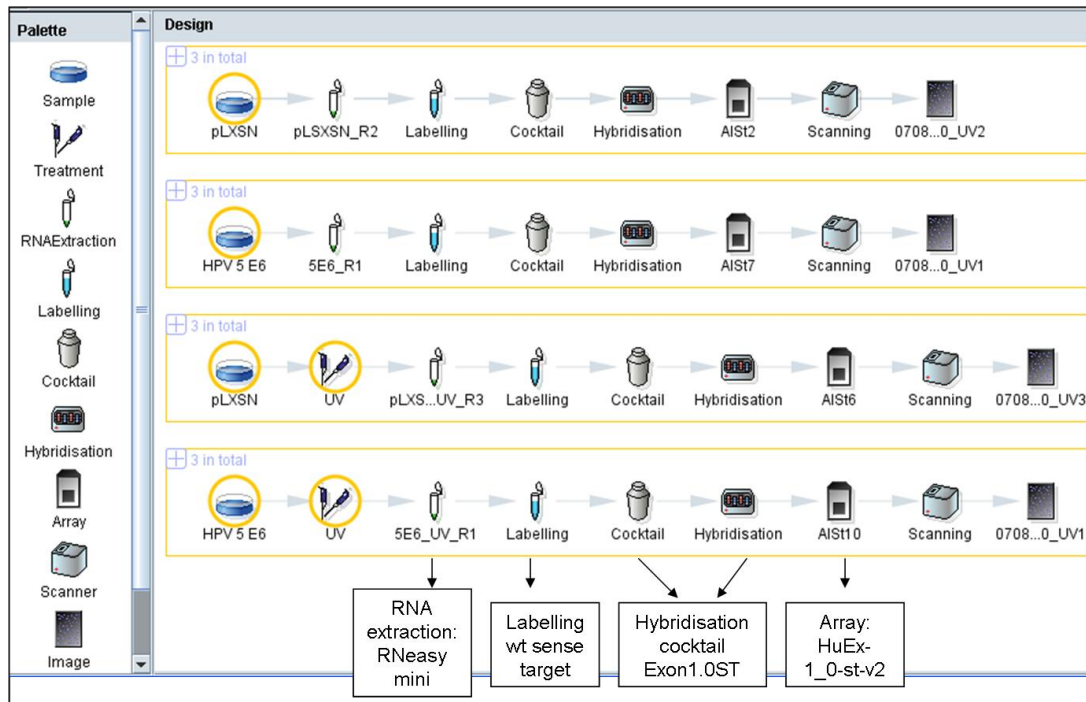 Palette
Sample
Treatment
RNAExtraction
Labelling
Cocktail
Hybridisation
Array
Scanner
Image
Design
3 in total
pLXSN pLSXSN_R2 Labelling Cocktail Hybridisation AlSt2 Scanning 0708...0_UV2
3 in total
HPV 5 E6 5E6_R1 Labelling Cocktail Hybridisation AlSt7 Scanning 0708...0_UV1
3 in total
pLXSN UV pLXS...UV_R3 Labelling Cocktail Hybridisation AlSt6 Scanning 0708...0_UV3
3 in total
HPV 5 E6 UV 5E6_UV_R1 Labelling Cocktail Hybridisation AlSt10 Scanning 0708...0_UV1
RNA
extraction:
RNeasy
mini
Labelling
wt sense
target
Hybridisation
cocktail
Exon1.0ST
Array:
HuEx-
1_0-st-v2